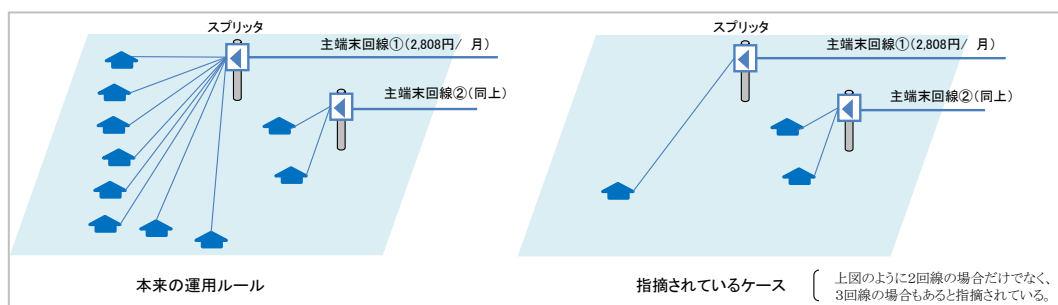 スプリッタ
主端末回線①(2,808円/ 月)
主端末回線②(同上)
本来の運用ルール
スプリッタ
主端末回線①(2,808円/ 月)
主端末回線②(同上)
指摘されているケース
上図のように2回線の場合だけでなく、
3回線の場合もあると指摘されている。